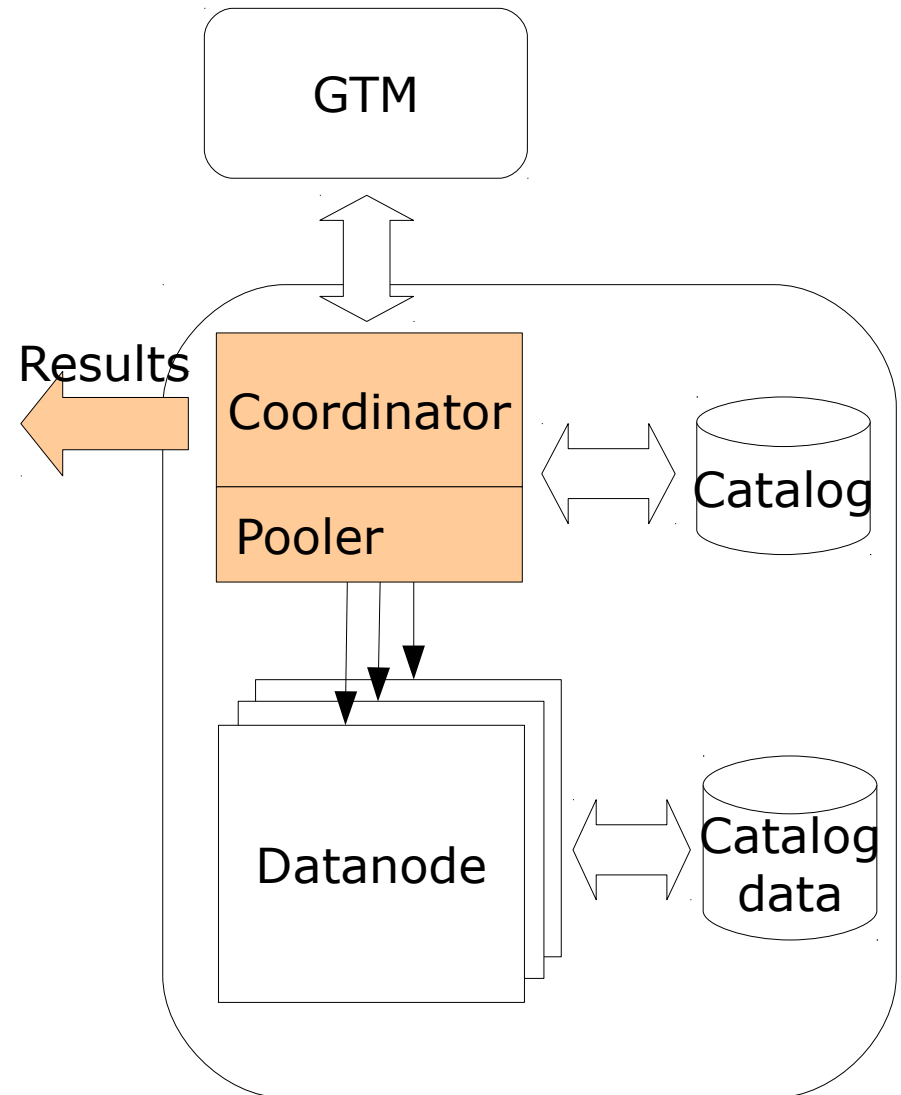 GTM
Results
Coordinator
Catalog
Pooler
Datanode
Catalog
data